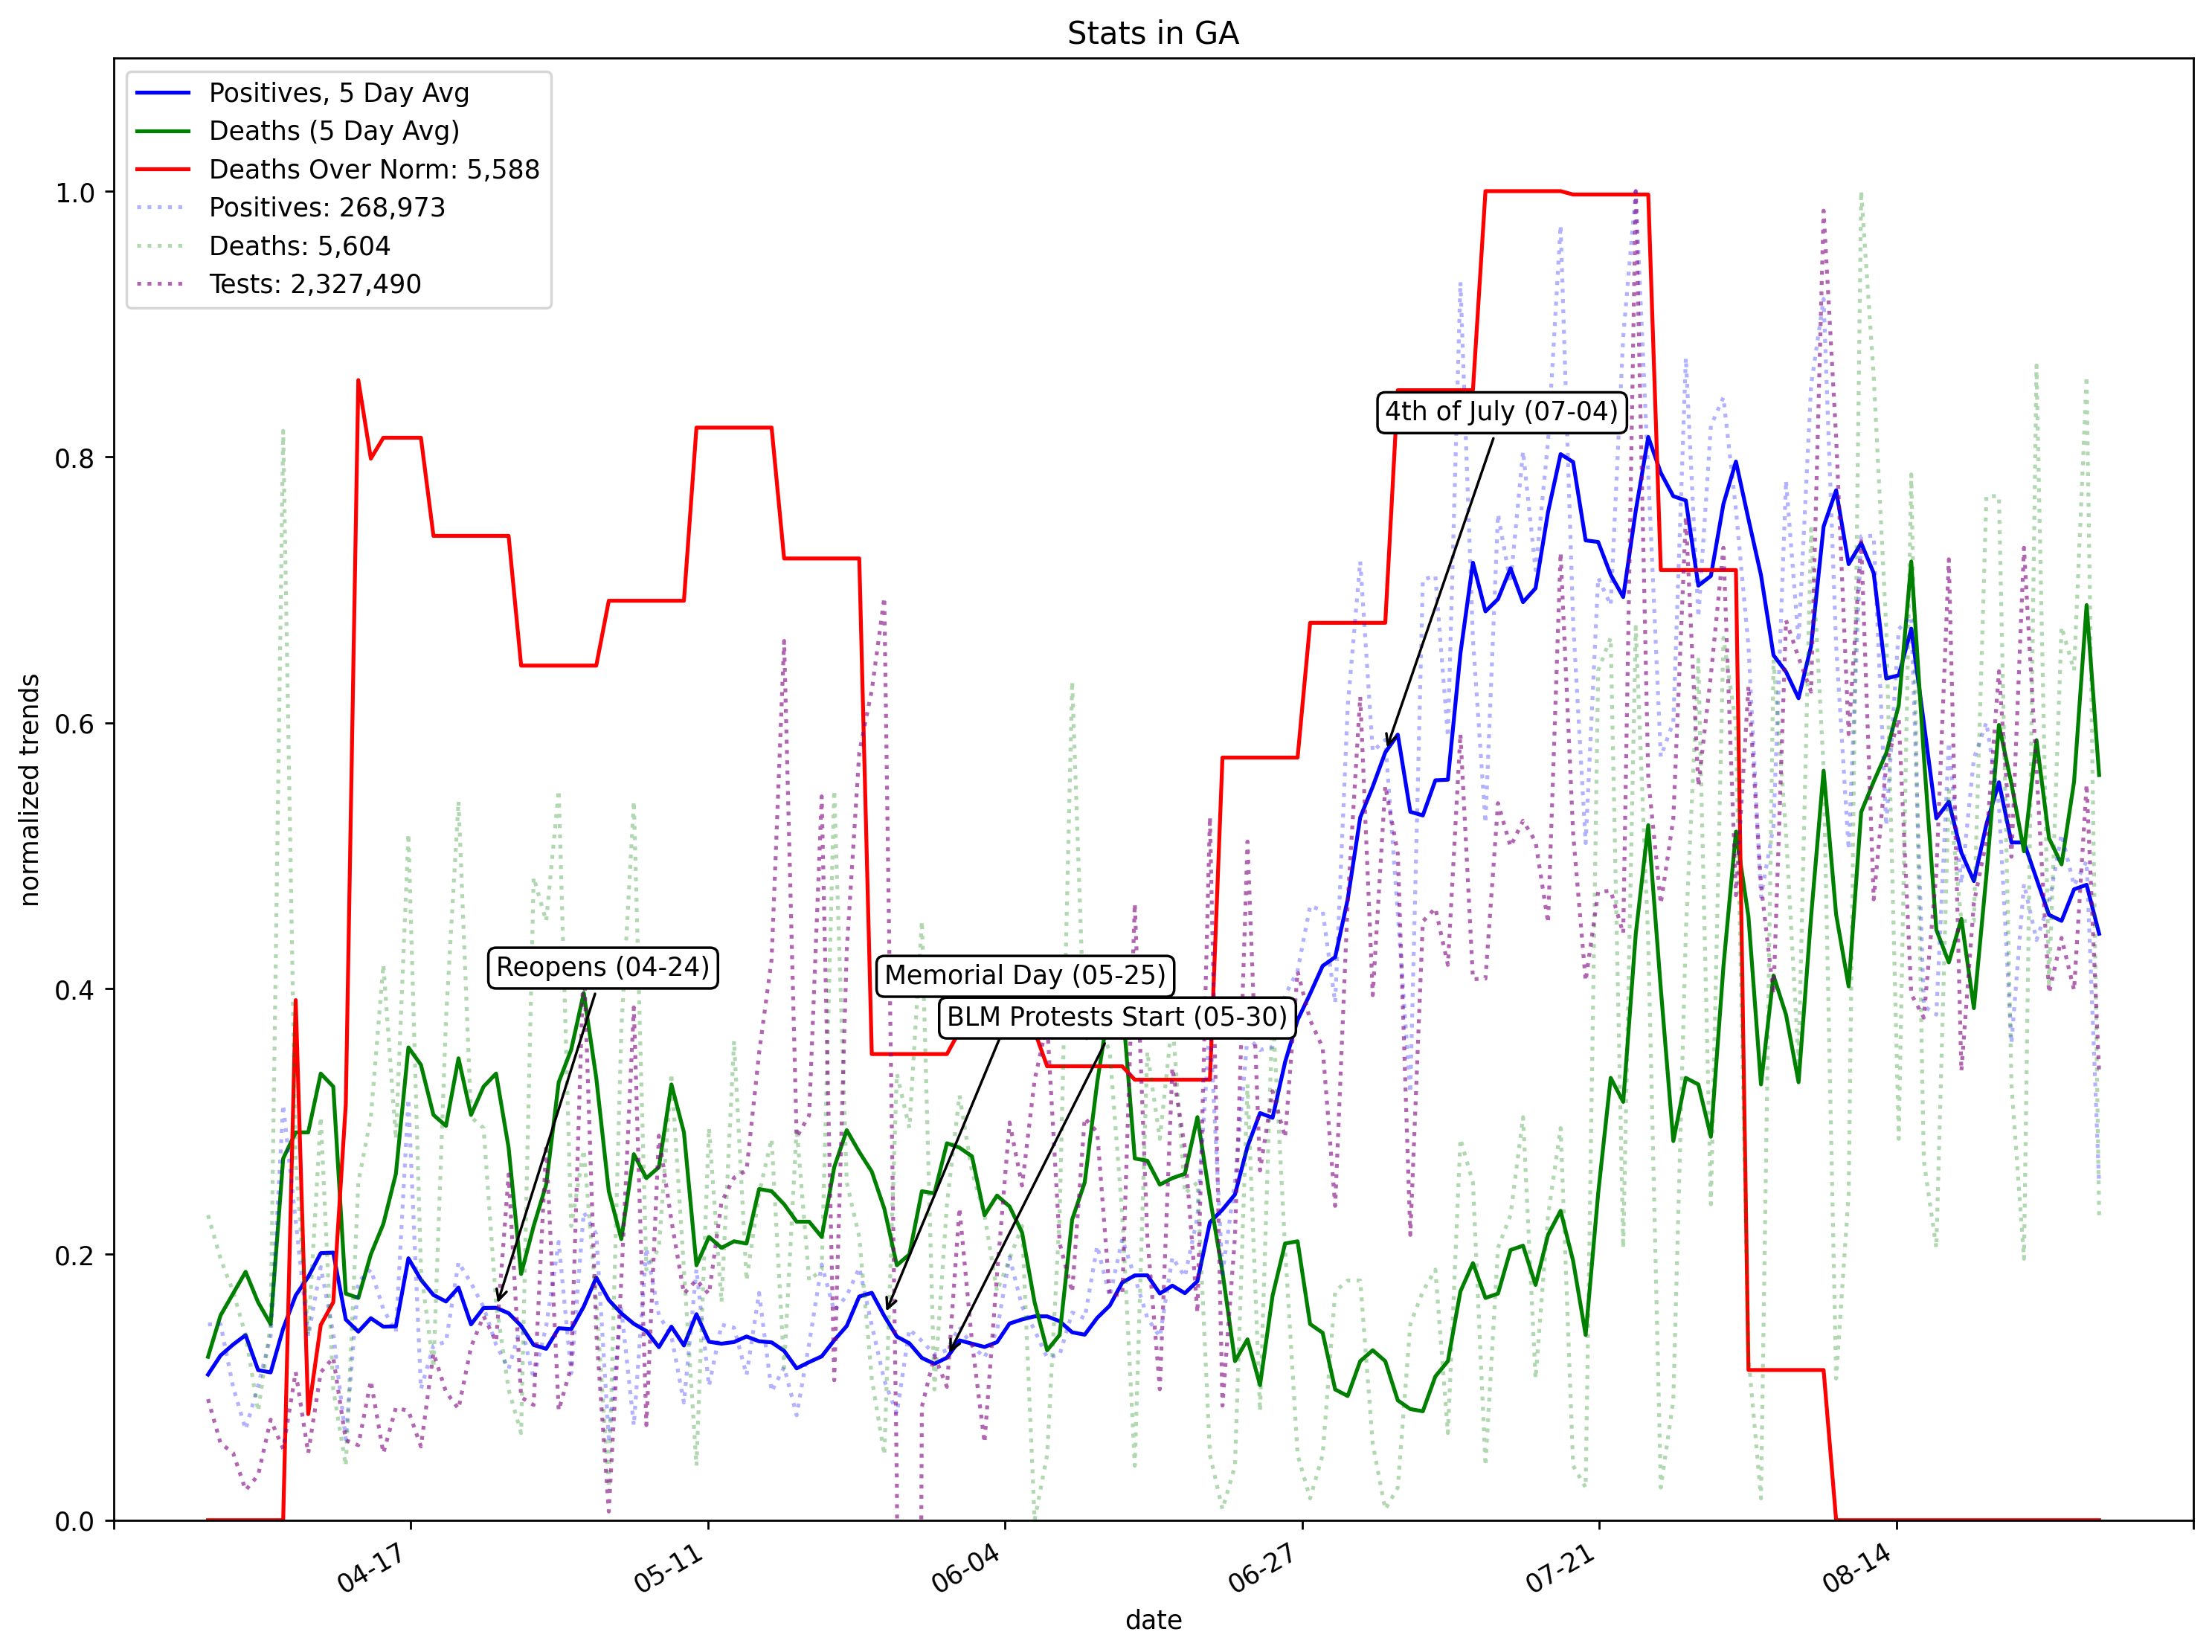 Stats in GA
Positives, 5 Day Avg
Deaths (5 Day Avg)
Deaths Over Norm: 5,588
Positives: 268,973
Deaths: 5,604
Tests: 2,327,490
1.0
0.8
0.6
0.4
0.2
0.0
normalized trends
4th of July (07-04)
Reopens (04-24)
Memorial Day (05-25)
BLM Protests Start (05-30)
04-17
05-11
06-04
06-27
07-21
08-14
date